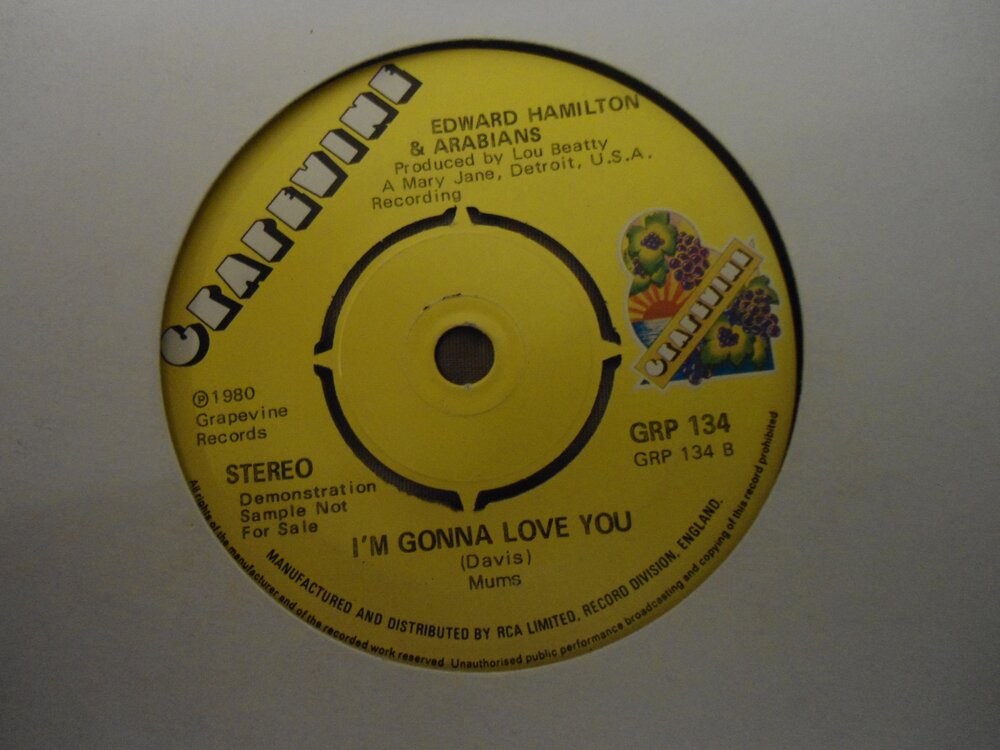 GRAPEVINE
EDWARD HAMILTON
& ARABIANS
Produced by Lou Beatty
A Mary Jane, Detroit, U.S.A.
Recording
GRAPEVINE
℗1980
Grapevine
Records
GRP 134
GRP 134 B
STEREO
Demonstration
Sample Not
For Sale
I'M GONNA LOVE YOU
(Davis)
Mums
MANUFACTURED AND DISTRIBUTED BY RCA LIMITED, RECORD DIVISION, ENGLAND.
All rights of the manufacturer and of the recorded work reserved Unauthorised public performance broadcasting and copying of this record prohibited